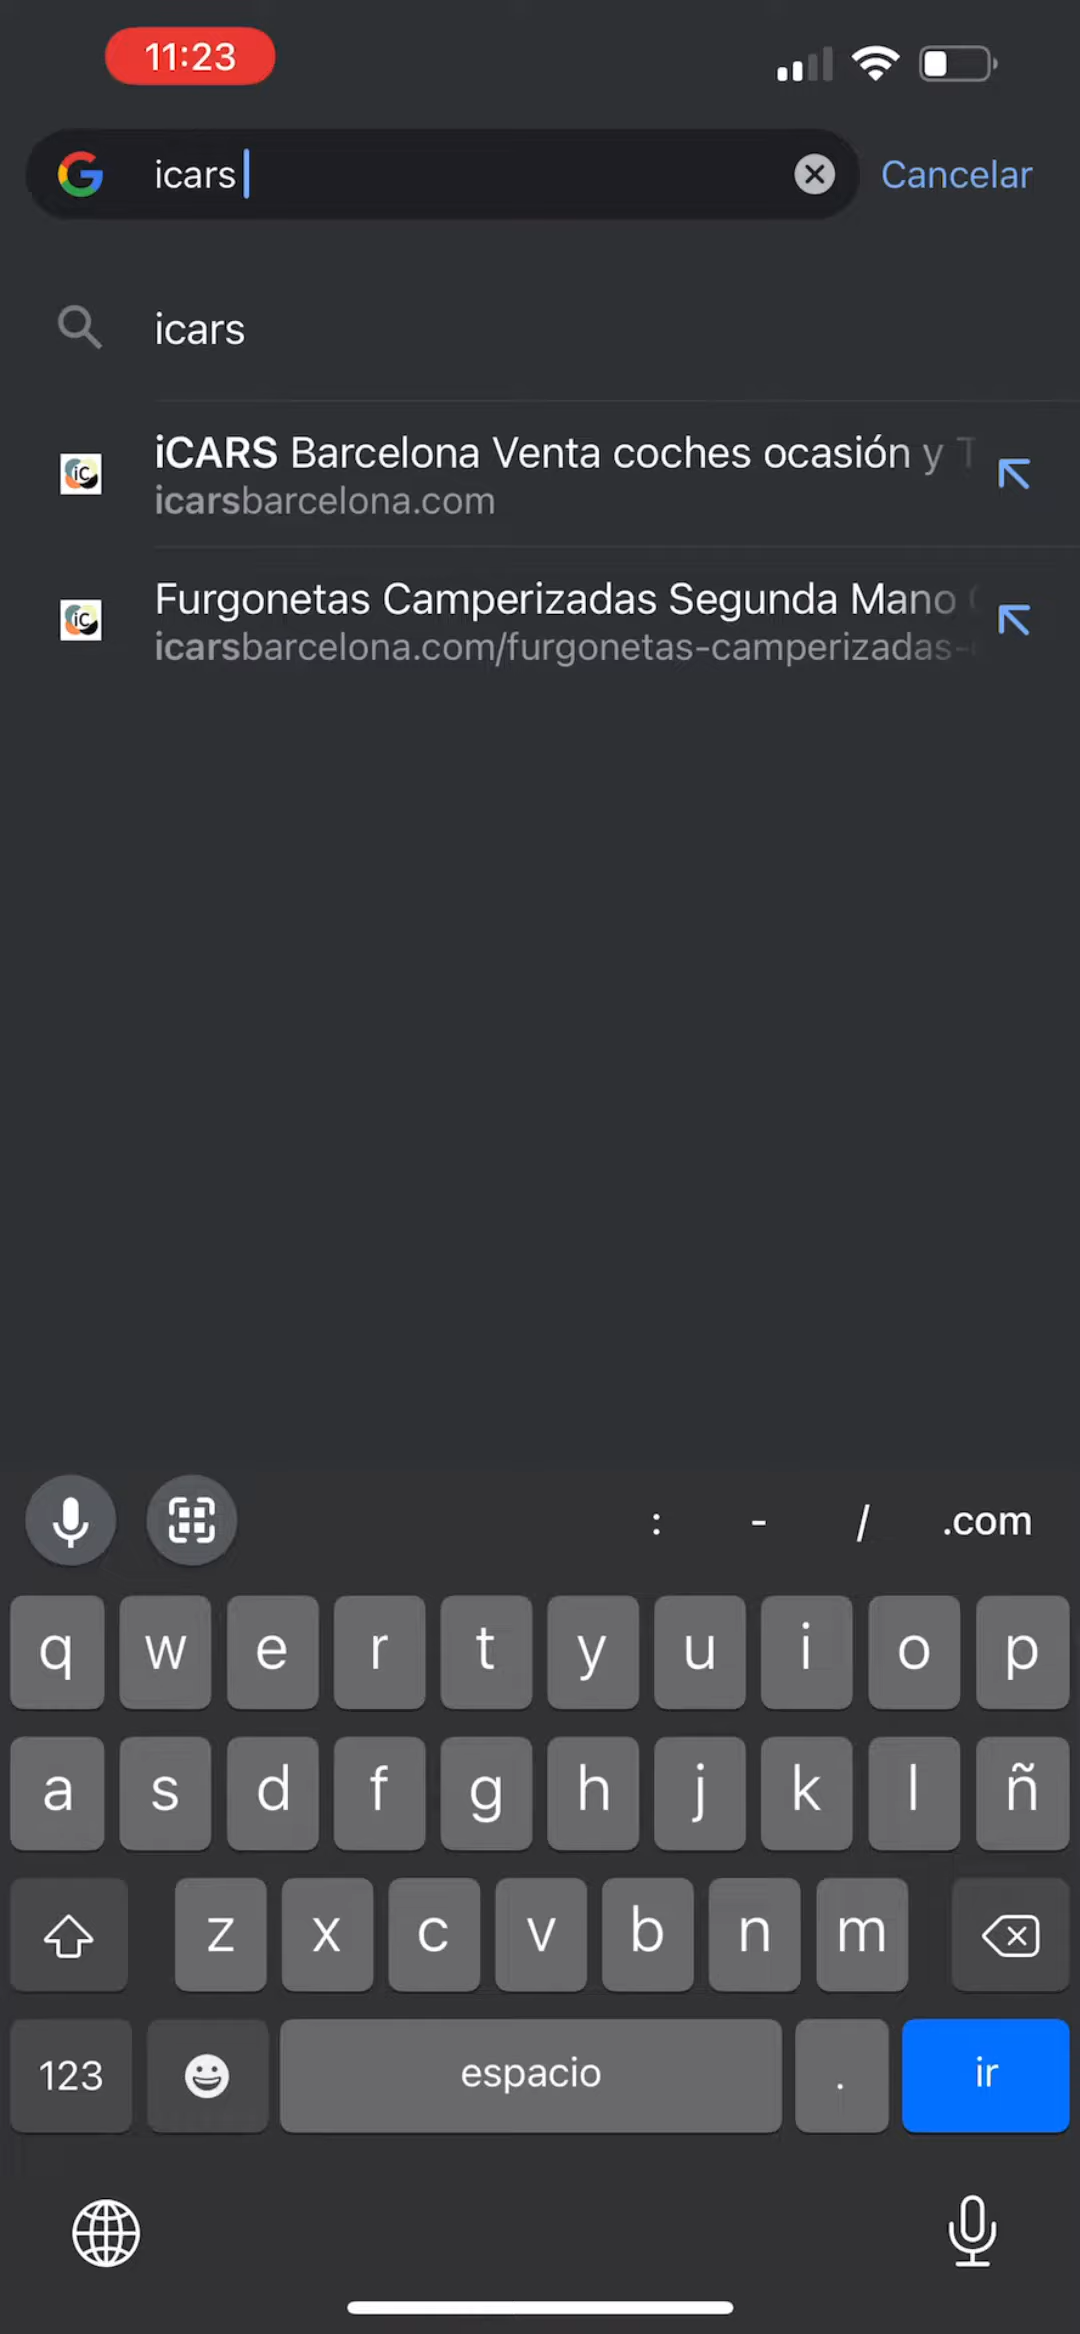 11:23
icars
Cancelar
icars
iCARS Barcelona Venta coches ocasión y T
icarsbarcelona.com
Furgonetas Camperizadas Segunda Mano
icarsbarcelona.com/furgonetas-camperizadas-
: - / .com
q w e r t y u i o p
a s d f g h j k l ñ
z x c v b n m
123 espacio . ir